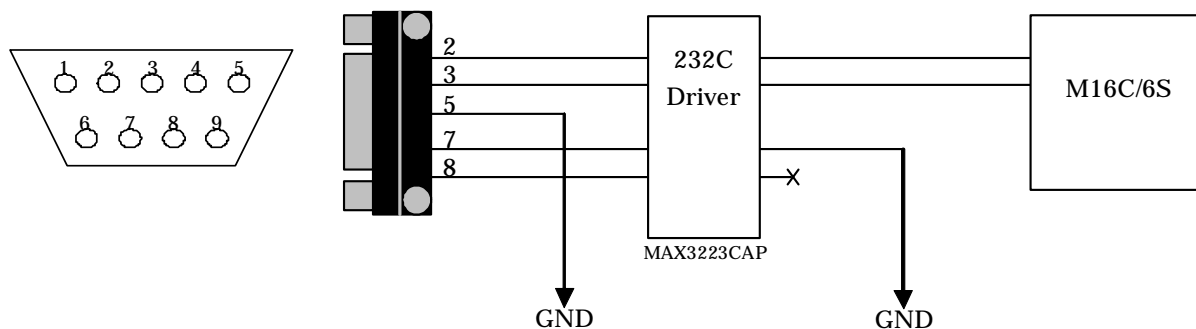 1 2 3 4 5
6 7 8 9
2
3
5
7
8
232C
Driver
MAX3223CAP
M16C/6S
GND
GND